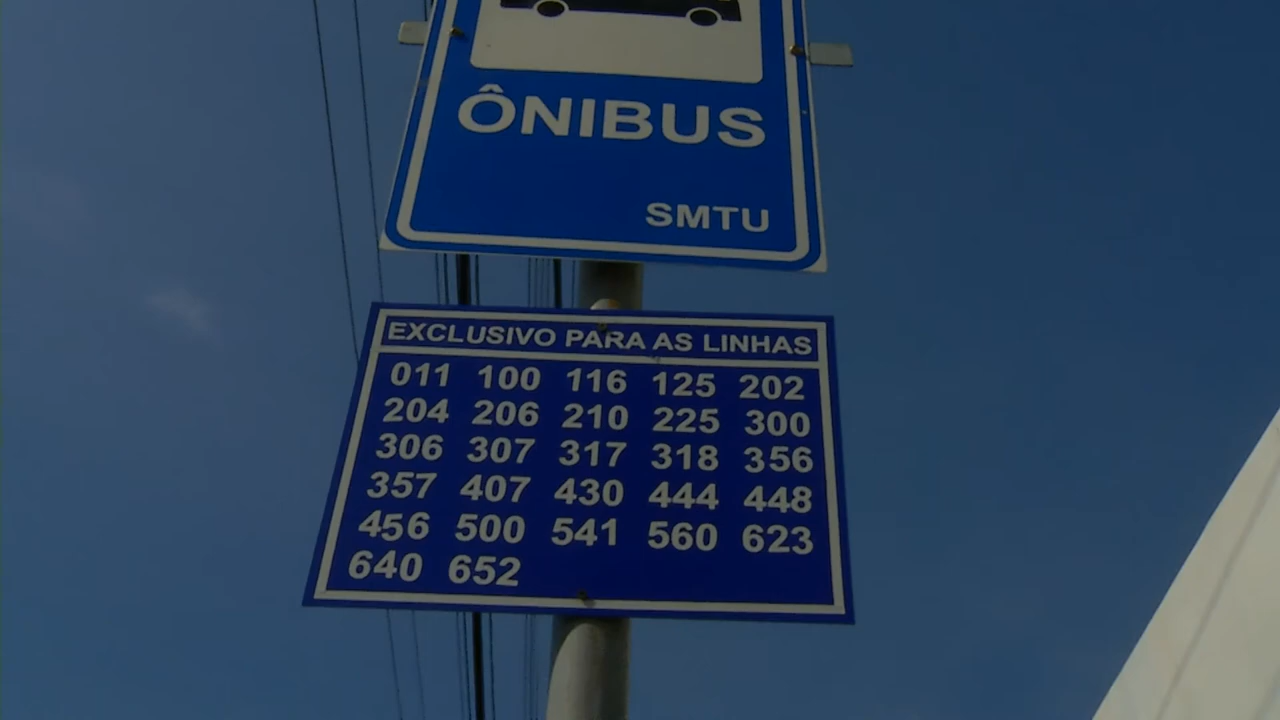 ÔNIBUS
SMTU
EXCLUSIVO PARA AS LINHAS
011 100 116 125 202
204 206 210 225 300
306 307 317 318 356
357 407 430 444 448
456 500 541 560 623
640 652